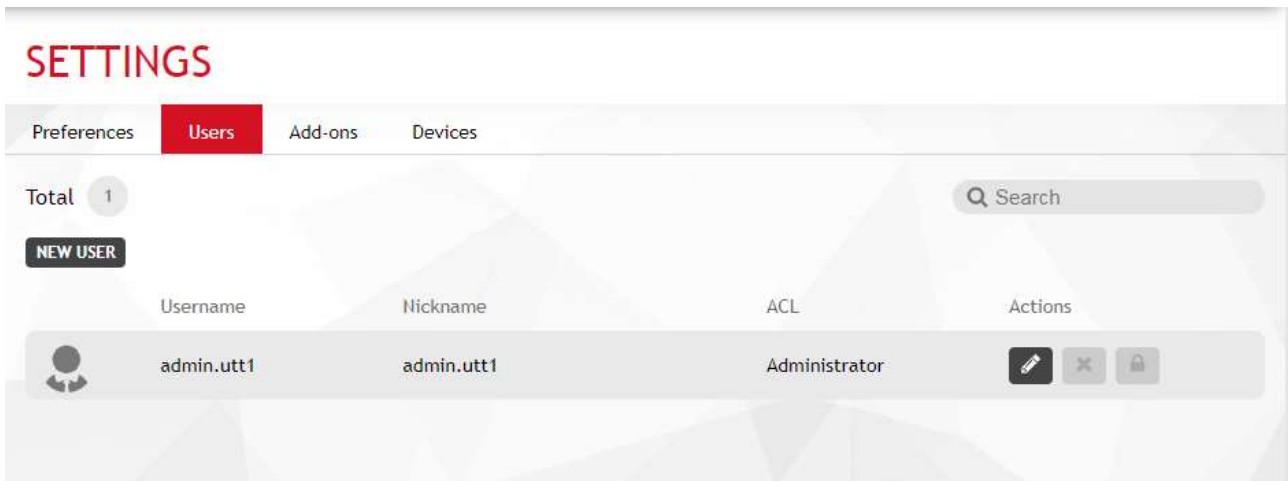 SETTINGS
Preferences Users Add-ons Devices
Total 1 Search
NEW USER
Username Nickname ACL Actions
admin.utt1 admin.utt1 Administrator